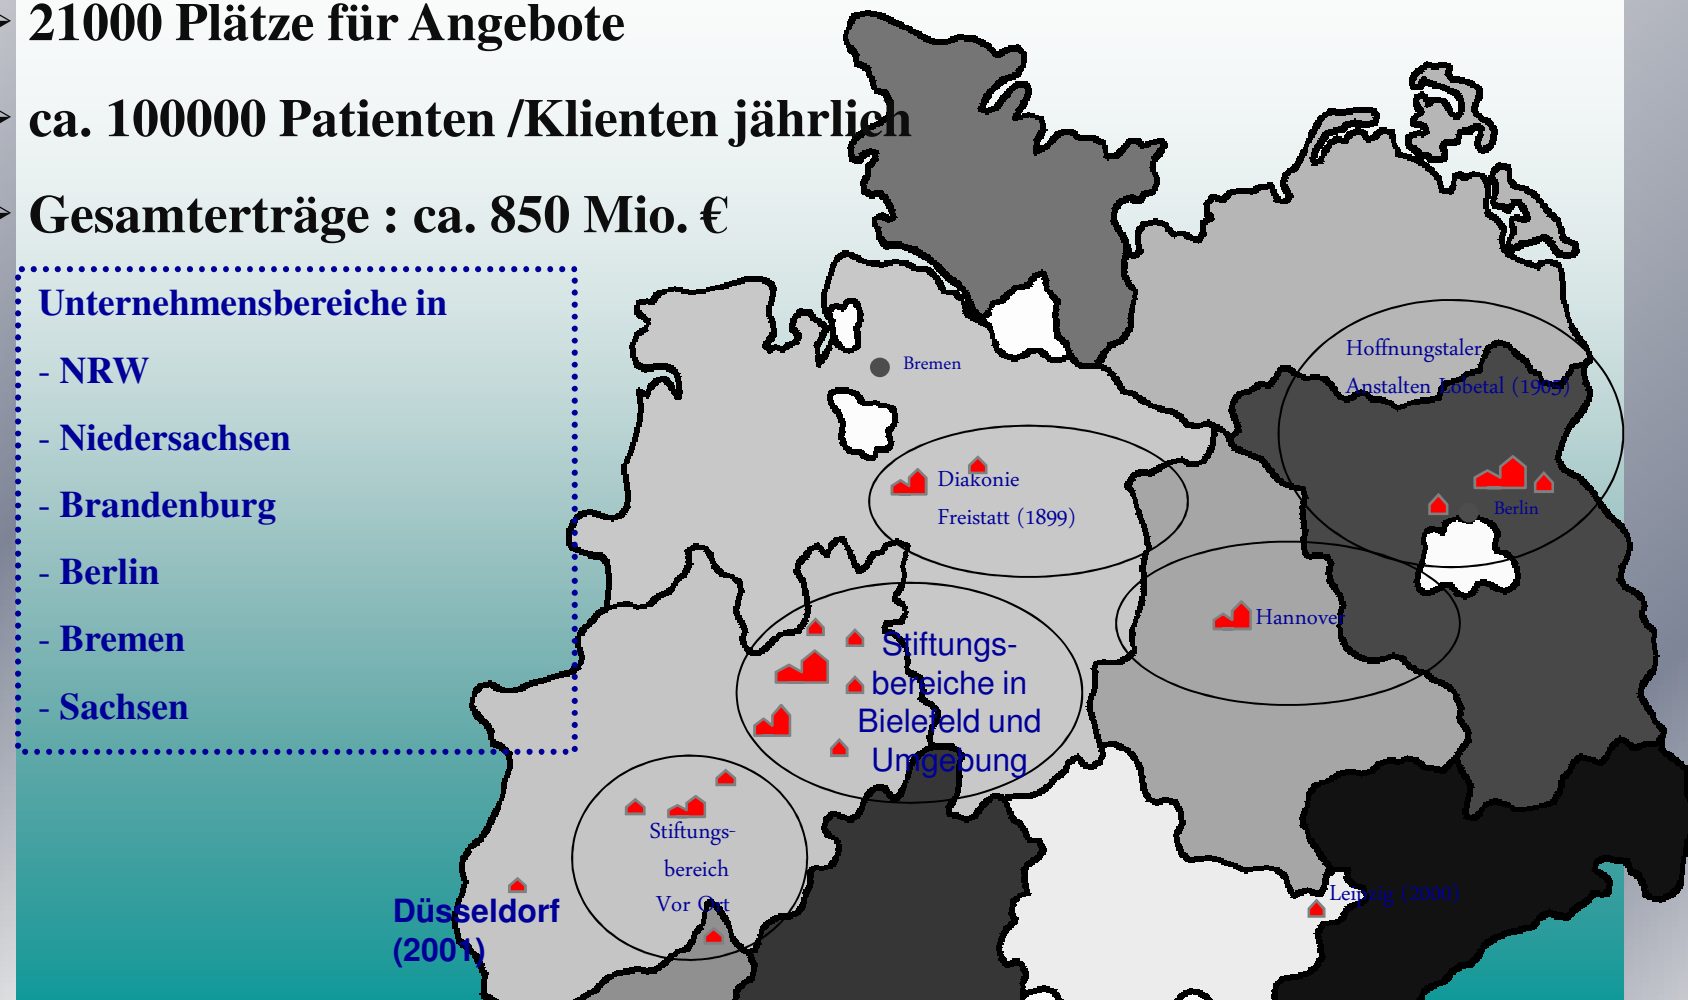 ➢ 21000 Plätze für Angebote
➢ ca. 100000 Patienten /Klienten jährlich
➢ Gesamterträge : ca. 850 Mio. €
Unternehmensbereiche in
- NRW
- Niedersachsen
- Brandenburg
- Berlin
- Bremen
- Sachsen
Bremen
Hoffnungstaler
Anstalten Lobetal (1905)
Diakonie
Freistatt (1899)
Berlin
Hannover
Stiftungs-
bereiche in
Bielefeld und
Umgebung
Stiftungs-
bereich
Vor Ort
Düsseldorf
(2001)
Leipzig (2000)